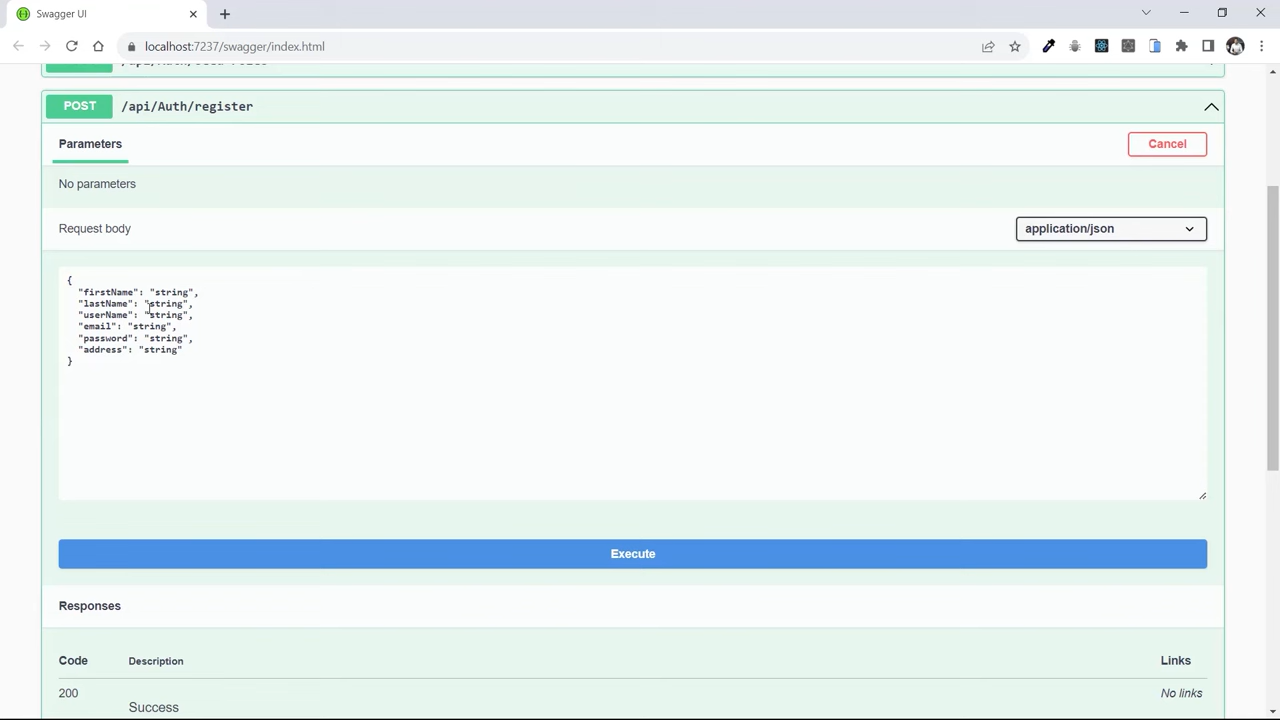 Swagger UI
localhost:7237/swagger/index.html
POST /api/Auth/register
Parameters
Cancel
No parameters
Request body
application/json
{
"firstName": "string",
"lastName": "string",
"userName": "string",
"email": "string",
"password": "string",
"address": "string"
}
Execute
Responses
Code Description Links
200 No links
Success